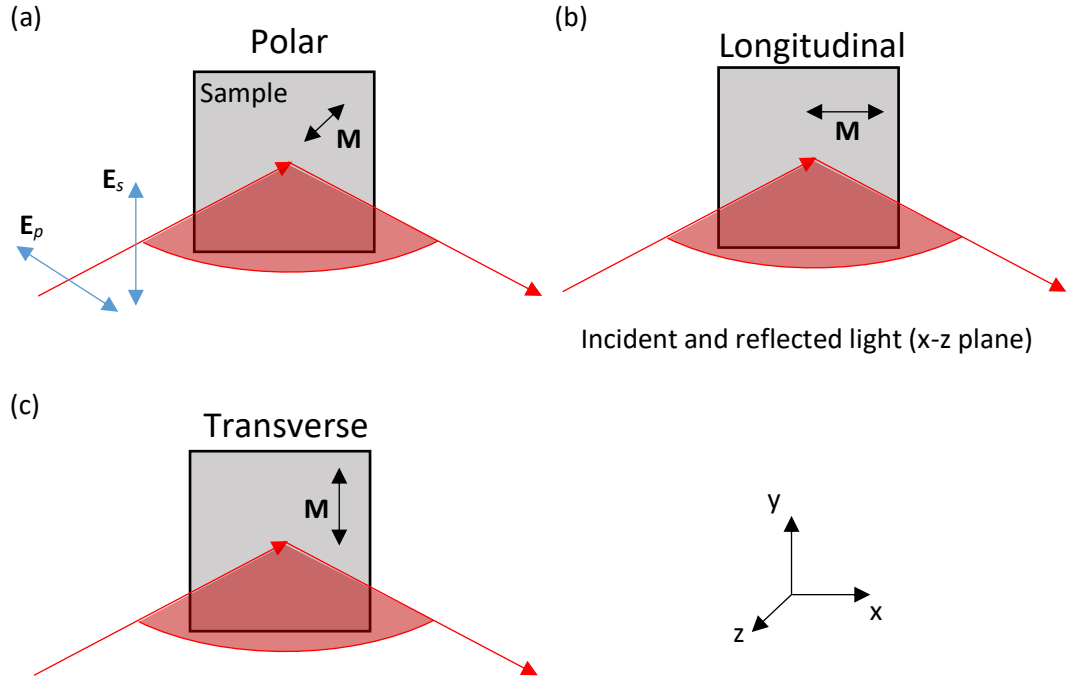 (a)
Polar
Sample
M
E_s
E_p
(b)
Longitudinal
M
Incident and reflected light (x-z plane)
(c)
Transverse
M
y
x
z